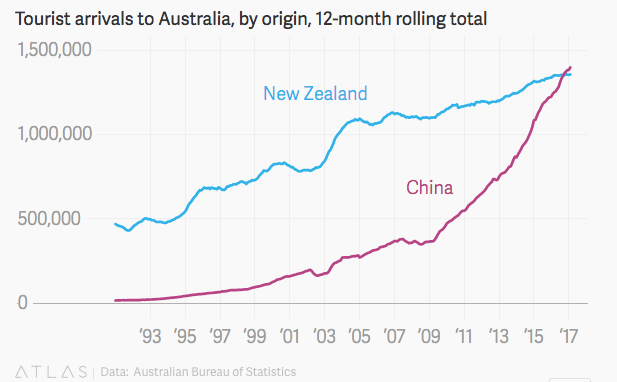 Tourist arrivals to Australia, by origin, 12-month rolling total
1,500,000
New Zealand
1,000,000
China
500,000
0
’93 ’95 ’97 ’99 ’01 ’03 ’05 ’07 ’09 ’11 ’13 ’15 ’17
ATLAS | Data: Australian Bureau of Statistics